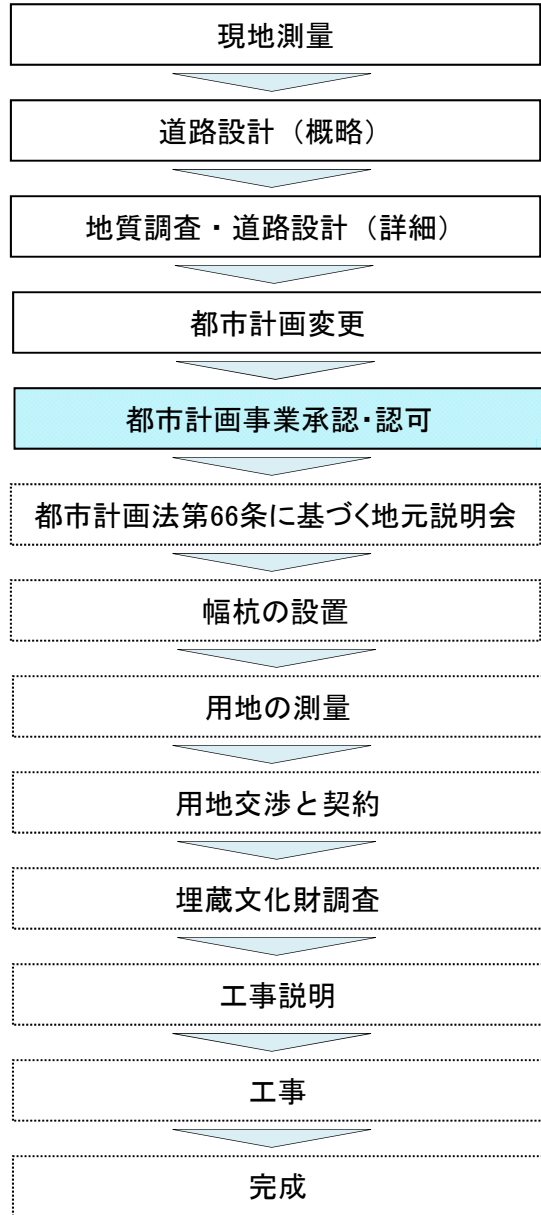 現地測量
道路設計（概略）
地質調査・道路設計（詳細）
都市計画変更
都市計画事業承認・認可
都市計画法第66条に基づく地元説明会
幅杭の設置
用地の測量
用地交渉と契約
埋蔵文化財調査
工事説明
工事
完成